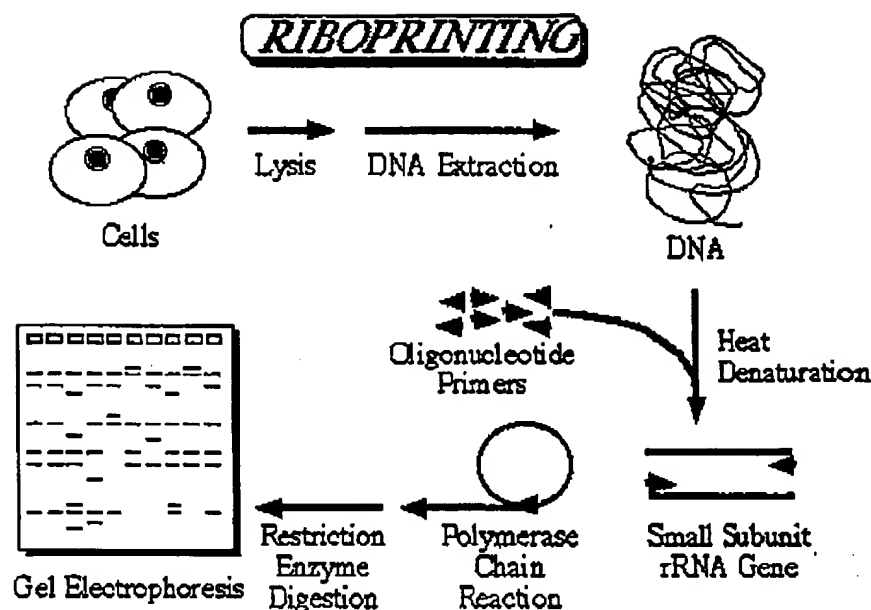 RIBOPRINTING
Cells
Lysis
DNA Extraction
DNA
Oligonucleotide
Primers
Heat
Denaturation
Small Subunit
rRNA Gene
Polymerase
Chain
Reaction
Restriction
Enzyme
Digestion
Gel Electrophoresis